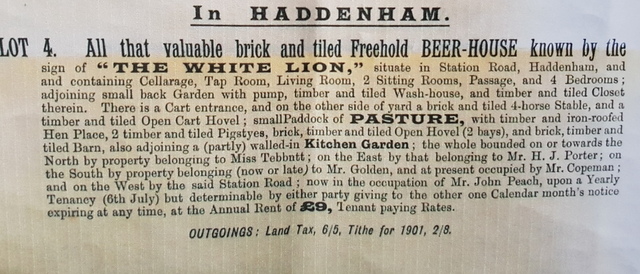 In HADDENHAM.
LOT 4. All that valuable brick and tiled Freehold BEER-HOUSE known by the
sign of "THE WHITE LION," situate in Station Road, Haddenham, and
and containing Cellarage, Tap Room, Living Room, 2 Sitting Rooms, Passage, and 4 Bedrooms;
adjoining small back Garden with pump, timber and tiled Wash-house, and timber and tiled Closet
therein. There is a Cart entrance, and on the other side of yard a brick and tiled 4-horse Stable, and a
timber and tiled Open Cart Hovel; small Paddock of PASTURE, with timber and iron-roofed
Hen Place, 2 timber and tiled Pigstyes, brick, timber and tiled Open Hovel (2 bays), and brick, timber and
tiled Barn, also adjoining a (partly) walled-in Kitchen Garden; the whole bounded on or towards the
North by property belonging to Miss Tebbutt; on the East by that belonging to Mr. H. J. Porter; on
the South by property belonging (now or late) to Mr. Golden, and at present occupied by Mr. Copeman;
and on the West by the said Station Road; now in the occupation of Mr. John Peach, upon a Yearly
Tenancy (6th July) but determinable by either party giving to the other one Calendar month's notice
expiring at any time, at the Annual Rent of £9, Tenant paying Rates.
OUTGOINGS: Land Tax, 6/5, Tithe for 1901, 2/8.